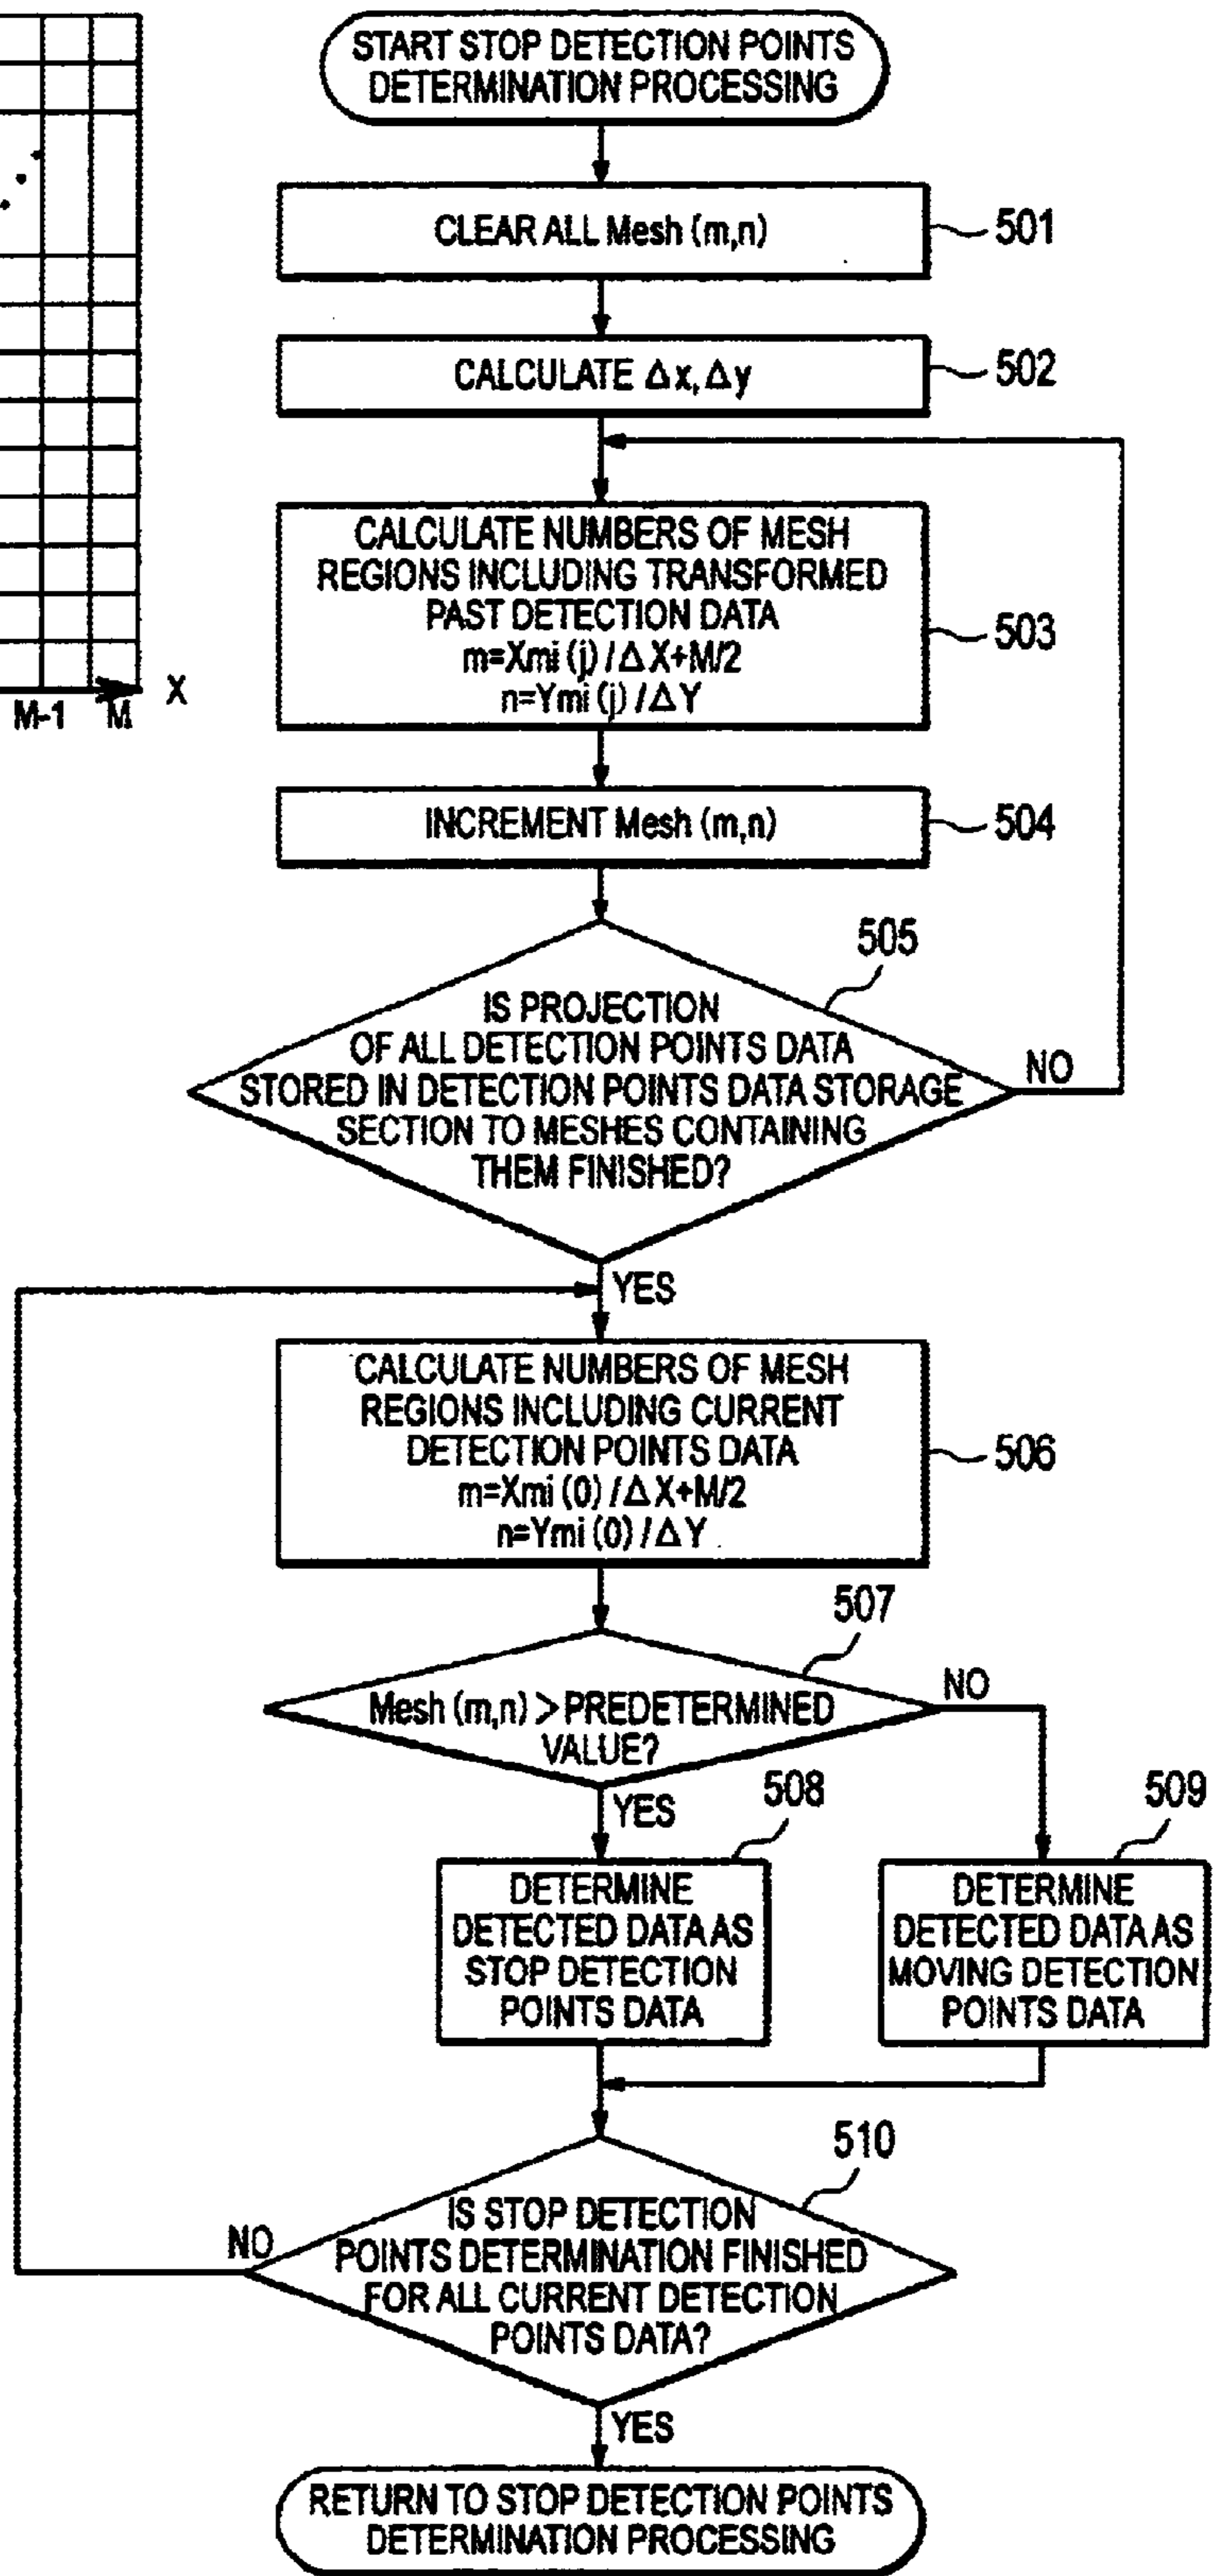 START STOP DETECTION POINTS
DETERMINATION PROCESSING
CLEAR ALL Mesh (m,n)
501
CALCULATE Δx, Δy
502
CALCULATE NUMBERS OF MESH
REGIONS INCLUDING TRANSFORMED
PAST DETECTION DATA
m=Xmi (j) /ΔX+M/2
n=Ymi (j) /ΔY
503
M-1 M X
INCREMENT Mesh (m,n)
504
505
IS PROJECTION
OF ALL DETECTION POINTS DATA
STORED IN DETECTION POINTS DATA STORAGE
SECTION TO MESHES CONTAINING
THEM FINISHED?
NO
YES
CALCULATE NUMBERS OF MESH
REGIONS INCLUDING CURRENT
DETECTION POINTS DATA
m=Xmi (0) /ΔX+M/2
n=Ymi (0) /ΔY
506
507
Mesh (m,n) > PREDETERMINED
VALUE?
NO
YES
508
DETERMINE
DETECTED DATA AS
STOP DETECTION
POINTS DATA
509
DETERMINE
DETECTED DATA AS
MOVING DETECTION
POINTS DATA
510
IS STOP DETECTION
POINTS DETERMINATION FINISHED
FOR ALL CURRENT DETECTION
POINTS DATA?
NO
YES
RETURN TO STOP DETECTION POINTS
DETERMINATION PROCESSING